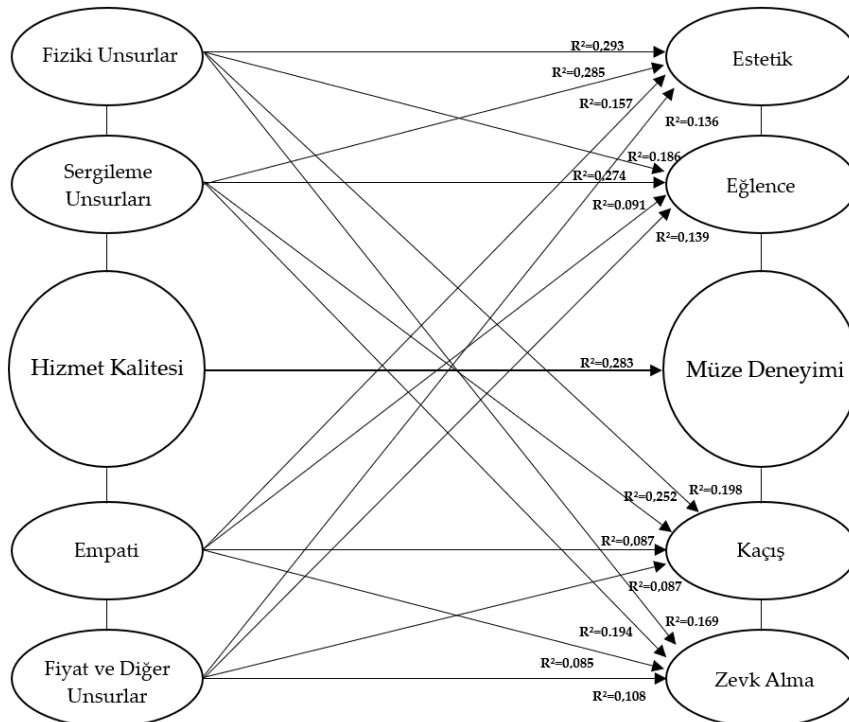 Fiziki Unsurlar
R²=0,293
Estetik
R²=0,285
R²=0.157
R²=0.136
Sergileme
Unsurları
R²=0.186
R²=0,274
Eğlence
R²=0.091
R²=0,139
Hizmet Kalitesi
R²=0,283
Müze Deneyimi
R²=0,252
R²=0.198
Empati
R²=0,087
Kaçış
R²=0,087
R²=0.169
R²=0.194
Fiyat ve Diğer
Unsurlar
R²=0,085
R²=0,108
Zevk Alma